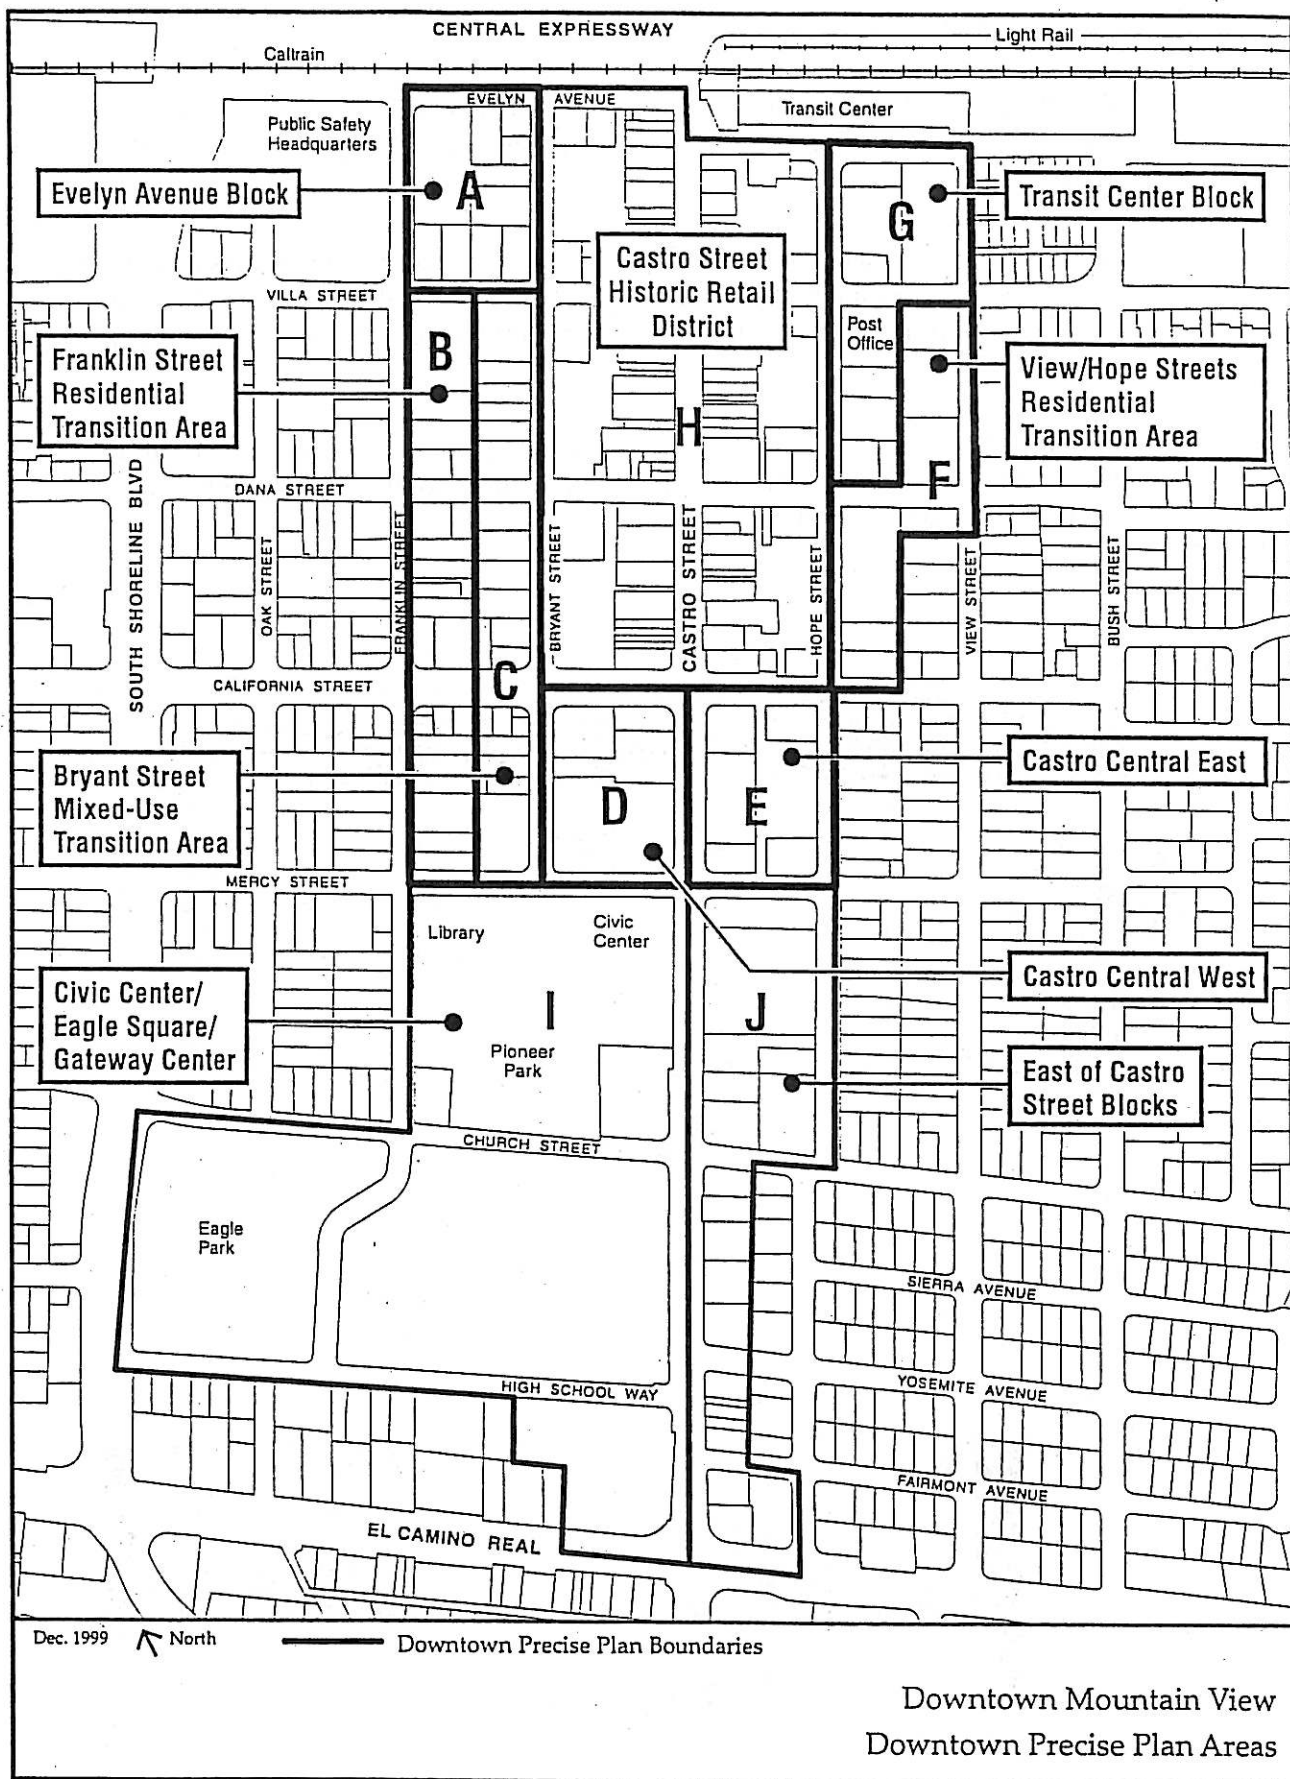 CENTRAL EXPRESSWAY
Light Rail
Caltrain
EVELYN AVENUE
Transit Center
Public Safety
Headquarters
Evelyn Avenue Block
A
Transit Center Block
G
Castro Street
Historic Retail
District
VILLA STREET
Post
Office
B
Franklin Street
Residential
Transition Area
View/Hope Streets
Residential
Transition Area
H
F
DANA STREET
SOUTH SHORELINE BLVD
OAK STREET
FRANKLIN STREET
BRYANT STREET
CASTRO STREET
HOPE STREET
VIEW STREET
BUSH STREET
C
CALIFORNIA STREET
Bryant Street
Mixed-Use
Transition Area
Castro Central East
D
E
MERCY STREET
Library
Civic
Center
Castro Central West
Civic Center/
Eagle Square/
Gateway Center
I
J
Pioneer
Park
East of Castro
Street Blocks
CHURCH STREET
Eagle
Park
SIERRA AVENUE
HIGH SCHOOL WAY
YOSEMITE AVENUE
FAIRMONT AVENUE
EL CAMINO REAL
Dec. 1999 North Downtown Precise Plan Boundaries
Downtown Mountain View
Downtown Precise Plan Areas